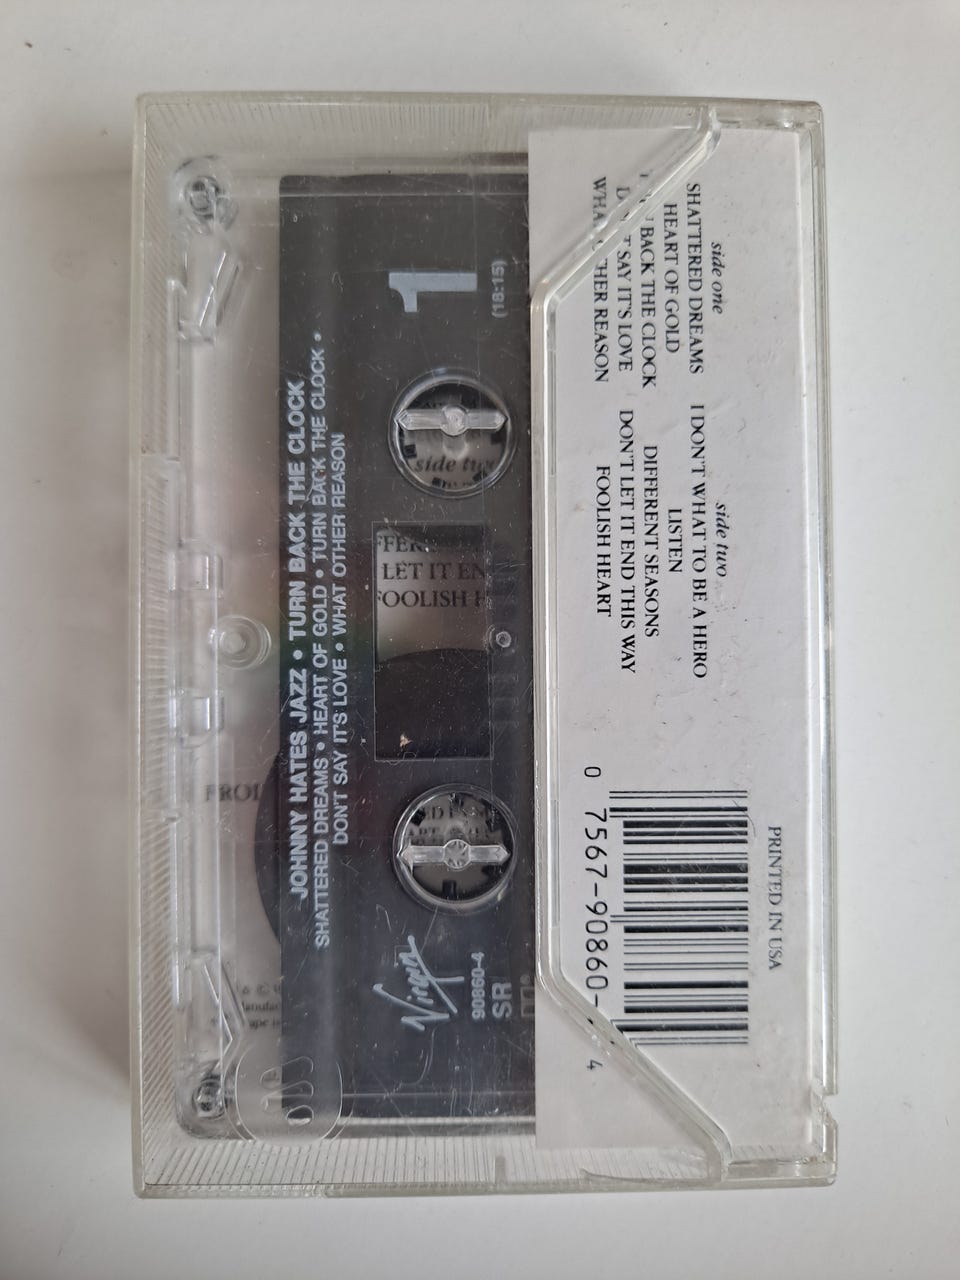 side one
SHATTERED DREAMS
HEART OF GOLD
BACK THE CLOCK
SAY IT'S LOVE
REASON
side two
I DON'T WHAT TO BE A HERO
LISTEN
DIFFERENT SEASONS
DON'T LET IT END THIS WAY
FOOLISH HEART
PRINTED IN USA
0 7567-90860- 4
1
(18:15)
JOHNNY HATES JAZZ • TURN BACK THE CLOCK
SHATTERED DREAMS • HEART OF GOLD • TURN BACK THE CLOCK •
DON'T SAY IT'S LOVE • WHAT OTHER REASON
Virgin
90860-4
SR
side two
LET IT
FOOLISH